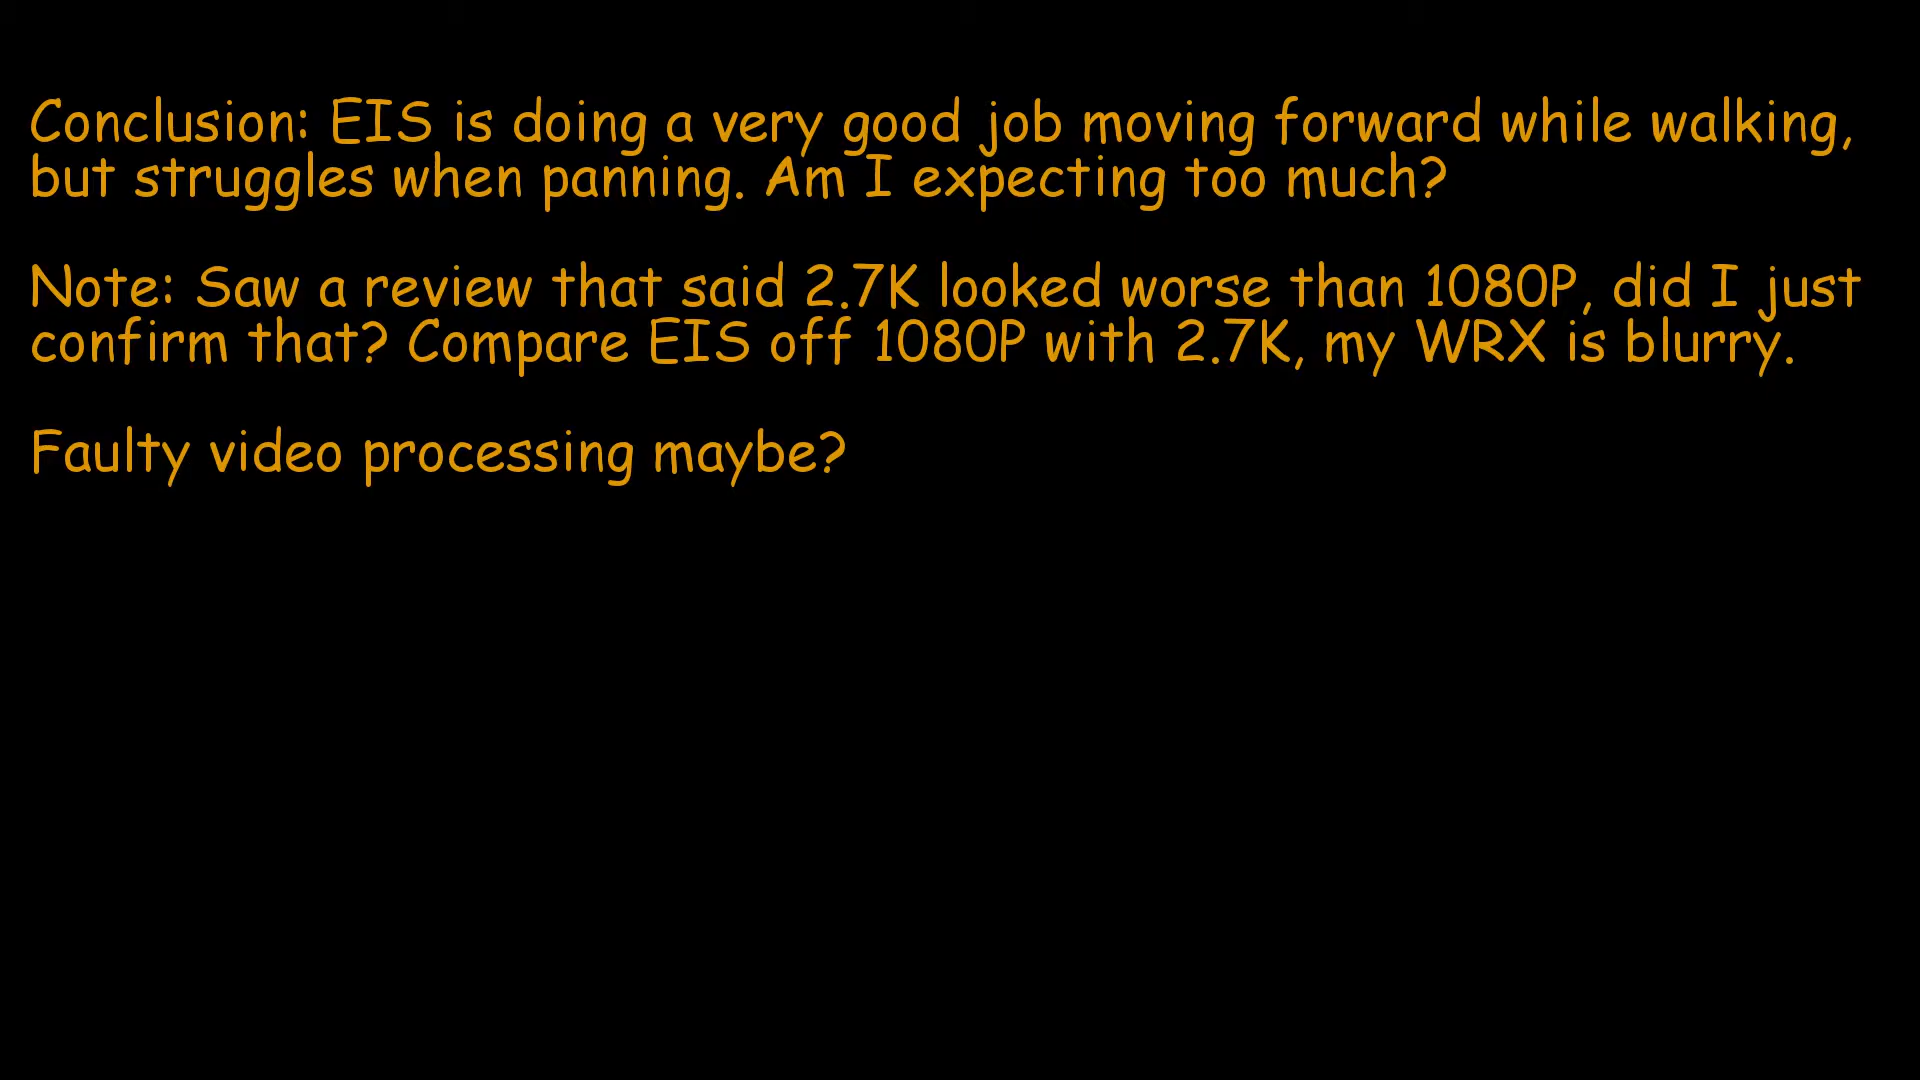 Conclusion: EIS is doing a very good job moving forward while walking,
but struggles when panning. Am I expecting too much?
Note: Saw a review that said 2.7K looked worse than 1080P, did I just
confirm that? Compare EIS off 1080P with 2.7K, my WRX is blurry.
Faulty video processing maybe?